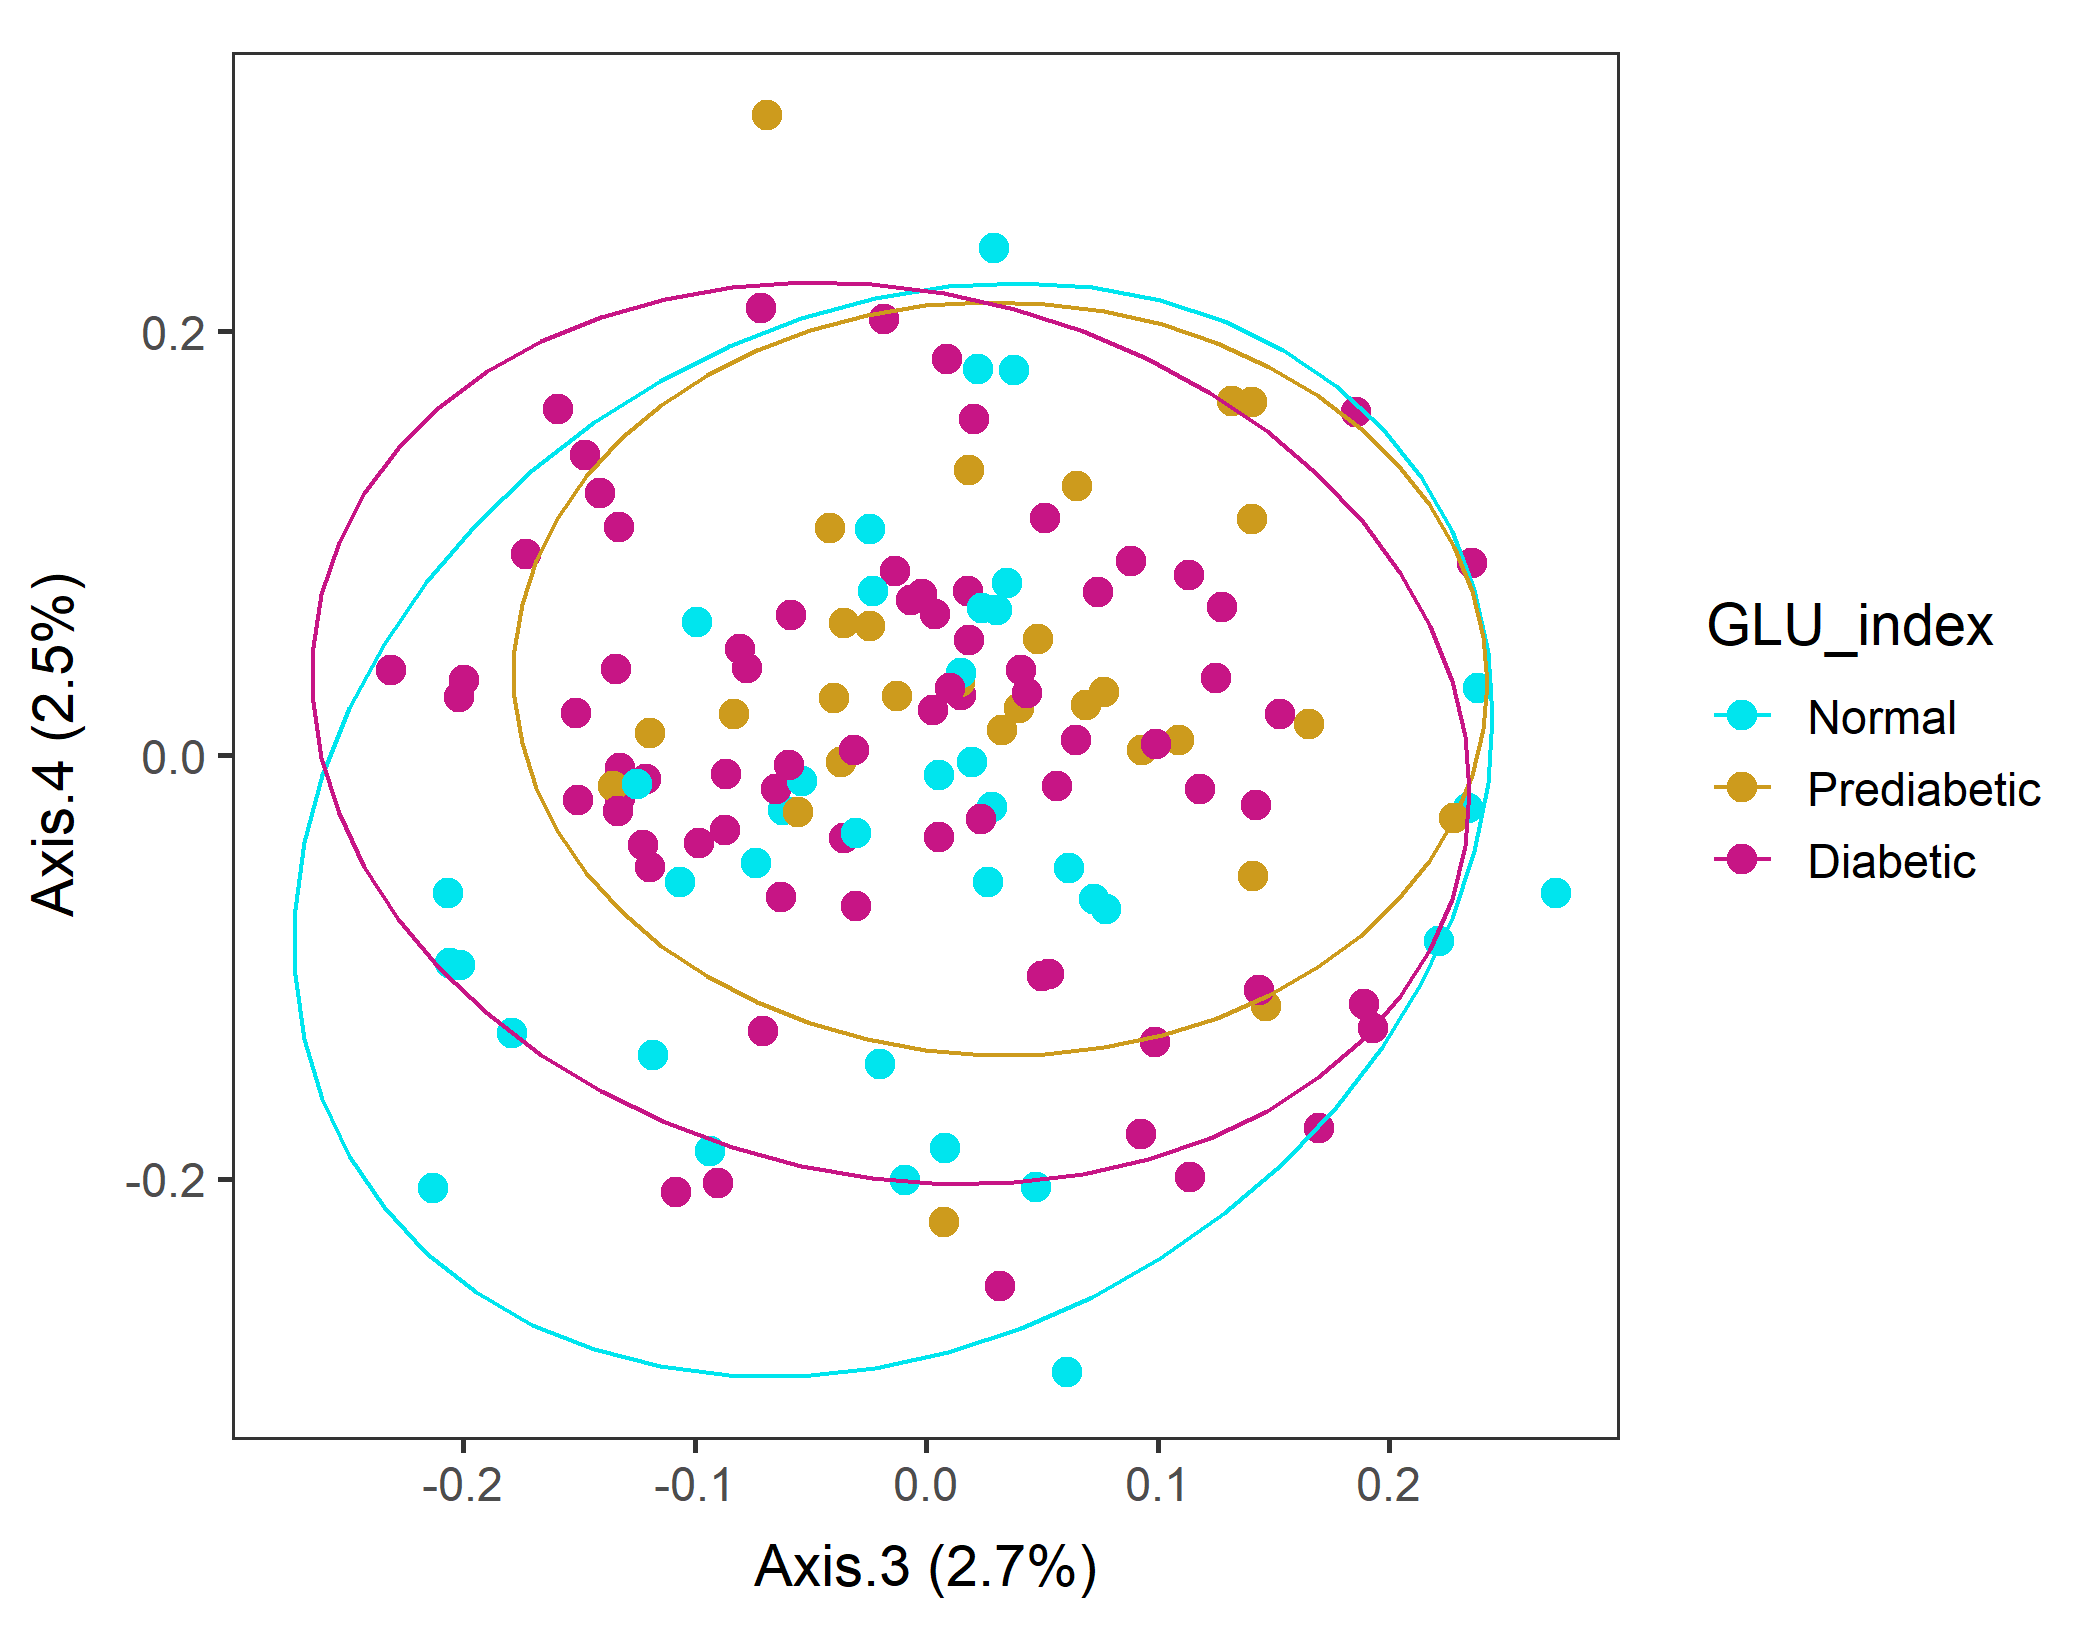 0.2
0.0
-0.2
Axis.4 (2.5%)
-0.2 -0.1 0.0 0.1 0.2
Axis.3 (2.7%)
GLU_index
Normal
Prediabetic
Diabetic